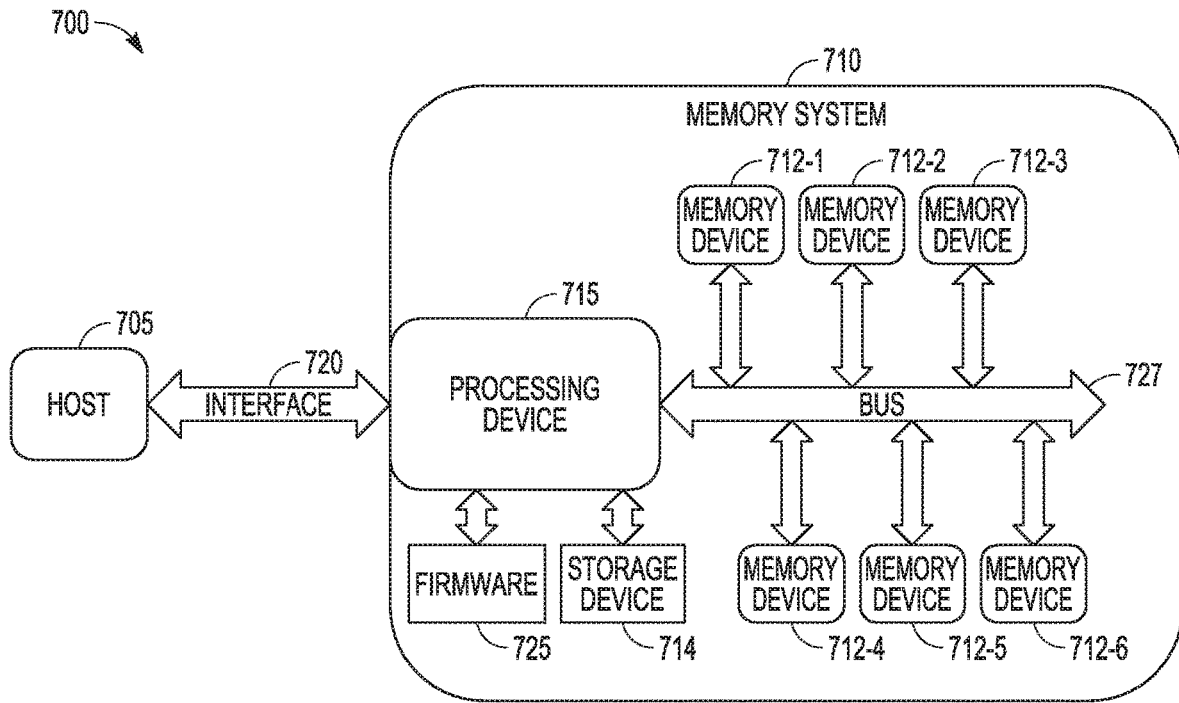 700
710
MEMORY SYSTEM
712-1
712-2
712-3
MEMORY
DEVICE
MEMORY
DEVICE
MEMORY
DEVICE
715
705
720
727
HOST
INTERFACE
PROCESSING
DEVICE
BUS
FIRMWARE
STORAGE
DEVICE
MEMORY
DEVICE
MEMORY
DEVICE
MEMORY
DEVICE
725
714
712-4
712-5
712-6